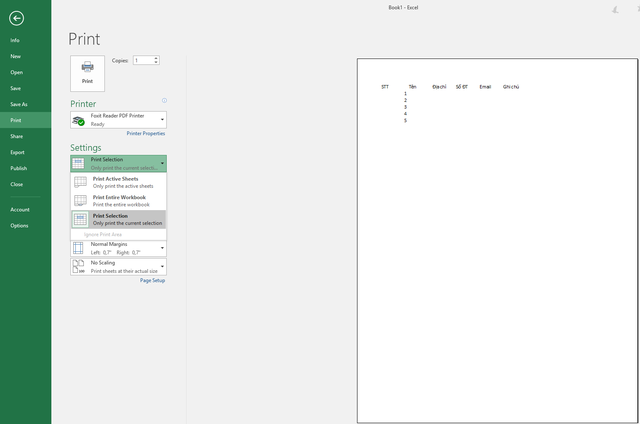 Book1 - Excel
Info
New
Open
Save
Save As
Print
Share
Export
Publish
Close
Account
Options
Print
Print
Copies: 1
Printer
Foxit Reader PDF Printer
Ready
Printer Properties
Settings
Print Selection
Only print the current selecti...
Print Active Sheets
Only print the active sheets
Print Entire Workbook
Print the entire workbook
Print Selection
Only print the current selection
Ignore Print Area
Normal Margins
Left: 0,7" Right: 0,7"
No Scaling
Print sheets at their actual size
Page Setup
STT Tên Địa chỉ Số ĐT Email Ghi chú
1
2
3
4
5